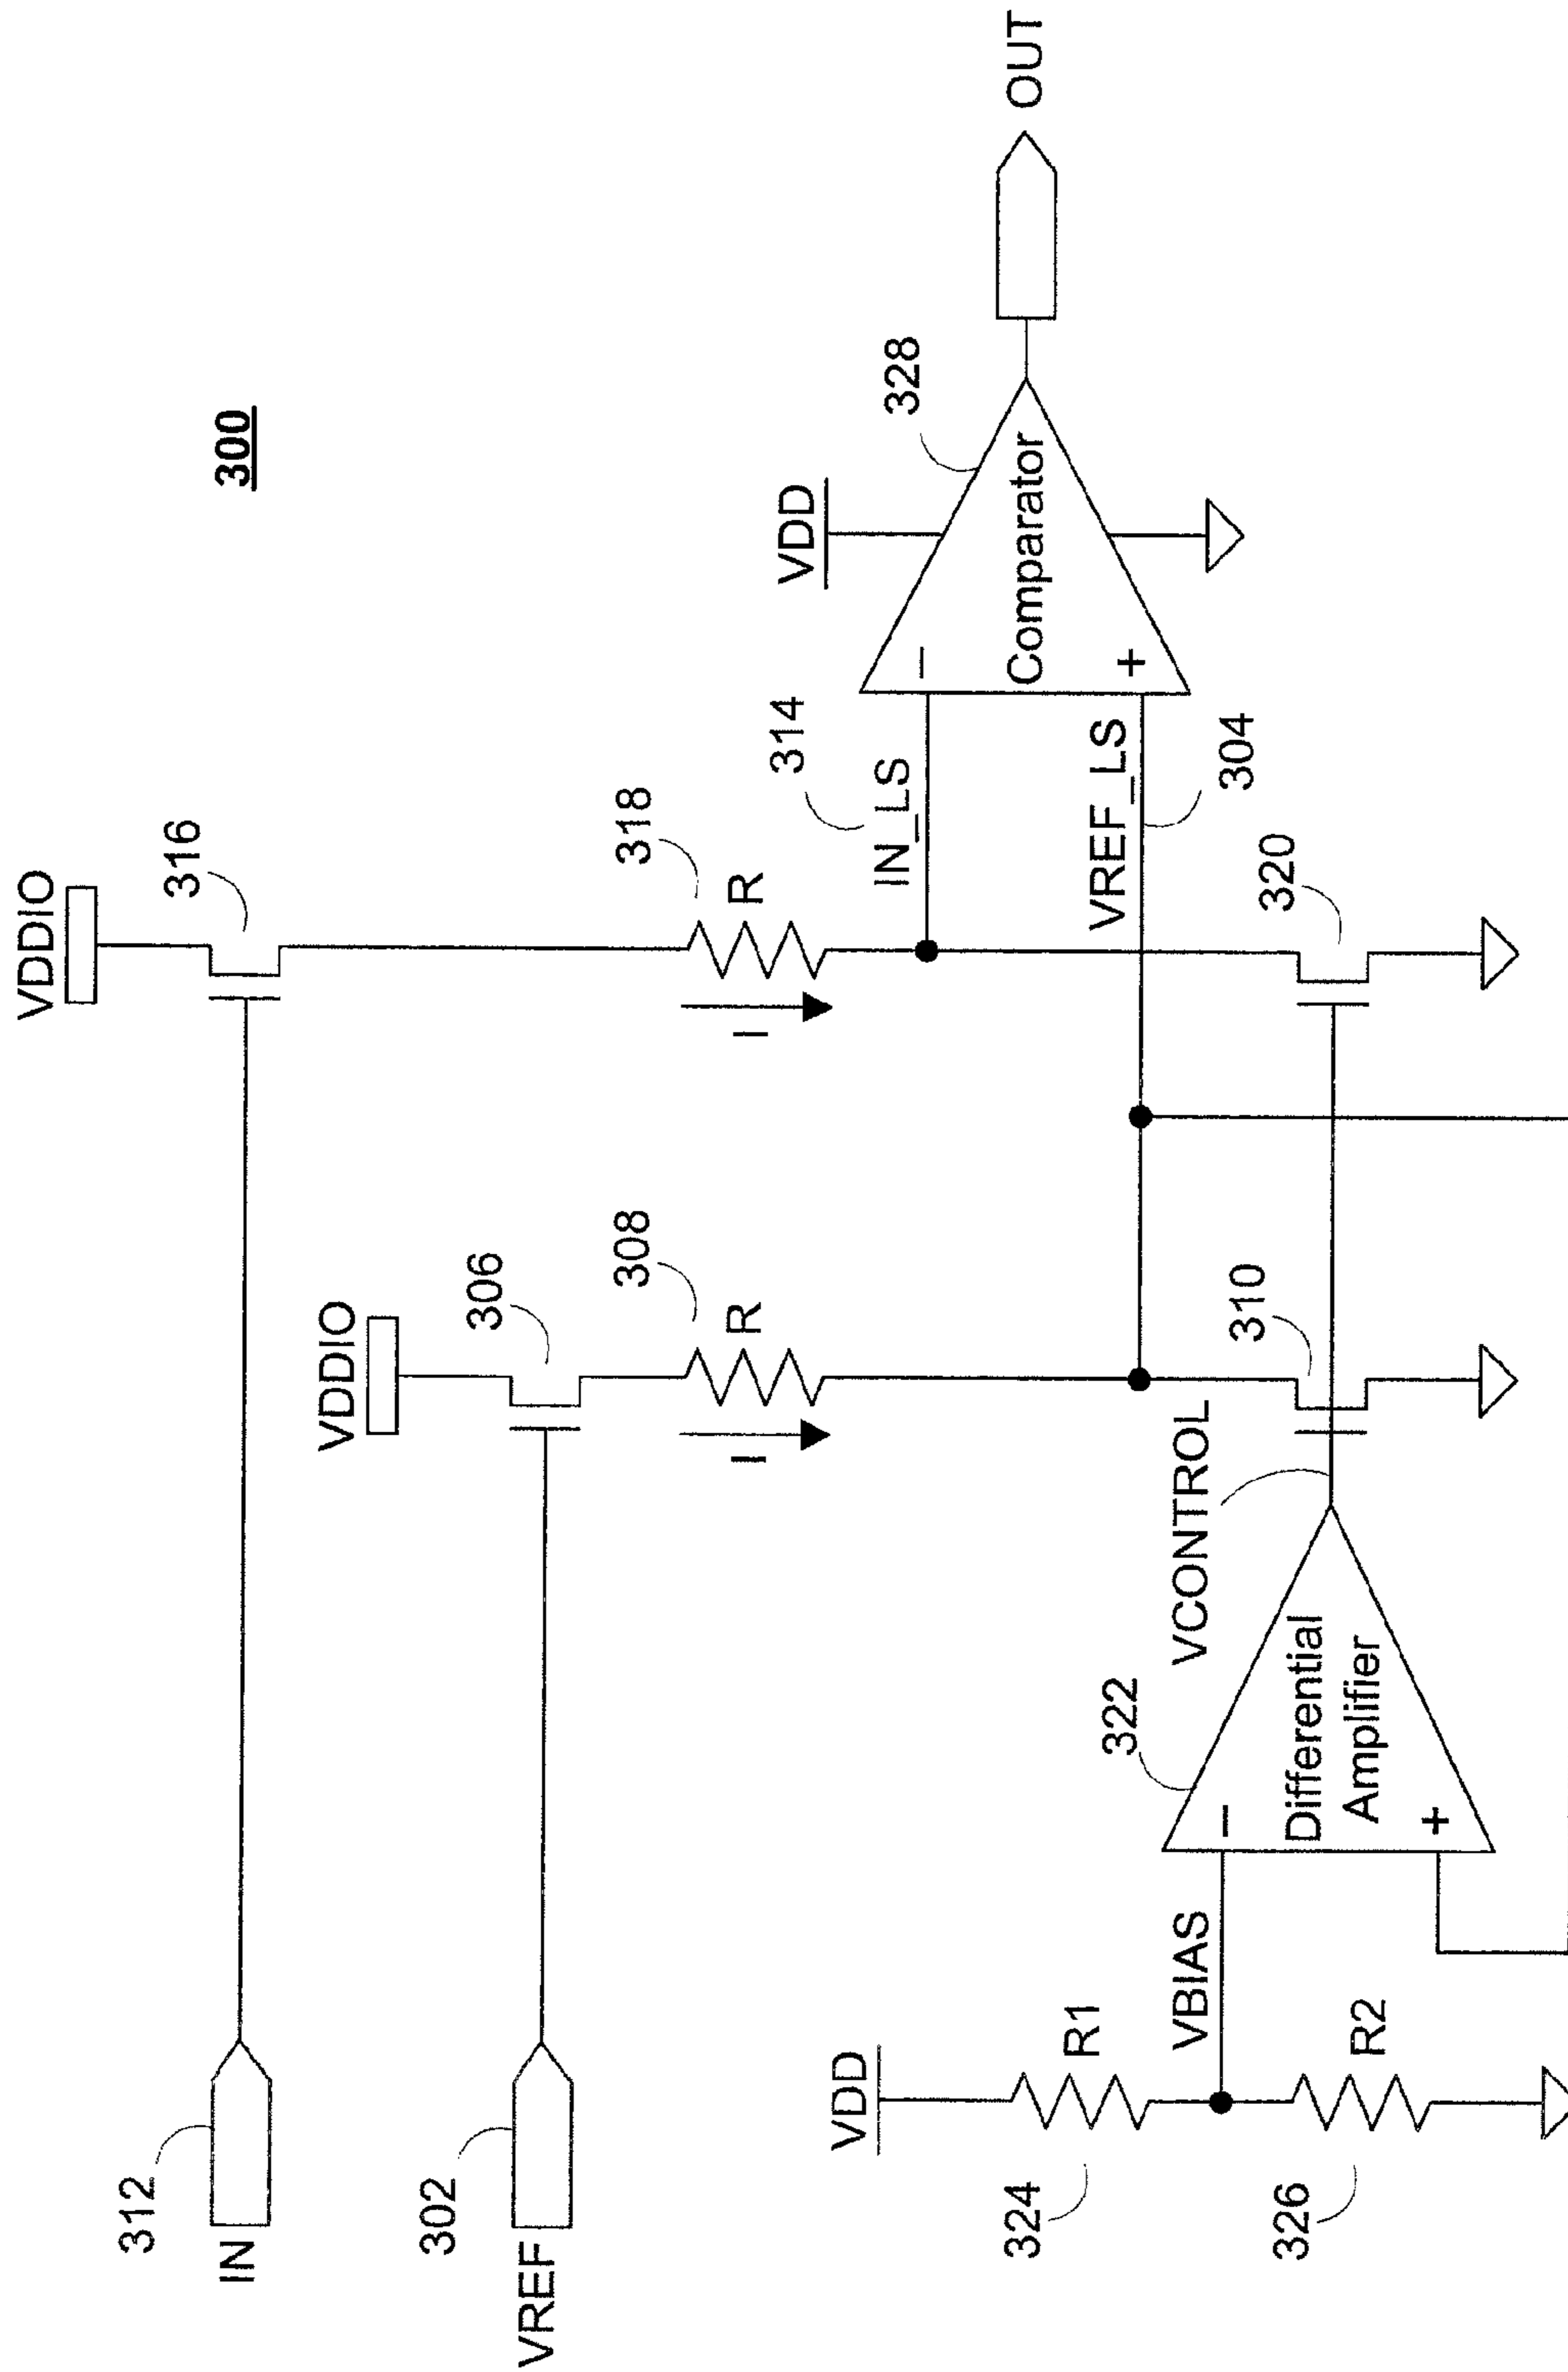 300
VDDIO
316
312
IN
318
R
I
VDDIO
306
302
VREF
308
R
I
314
IN_LS
VDD
328
−
Comparator
+
OUT
VREF_LS
304
320
310
VCONTROL
322
−
Differential
Amplifier
+
VBIAS
VDD
324
R1
326
R2